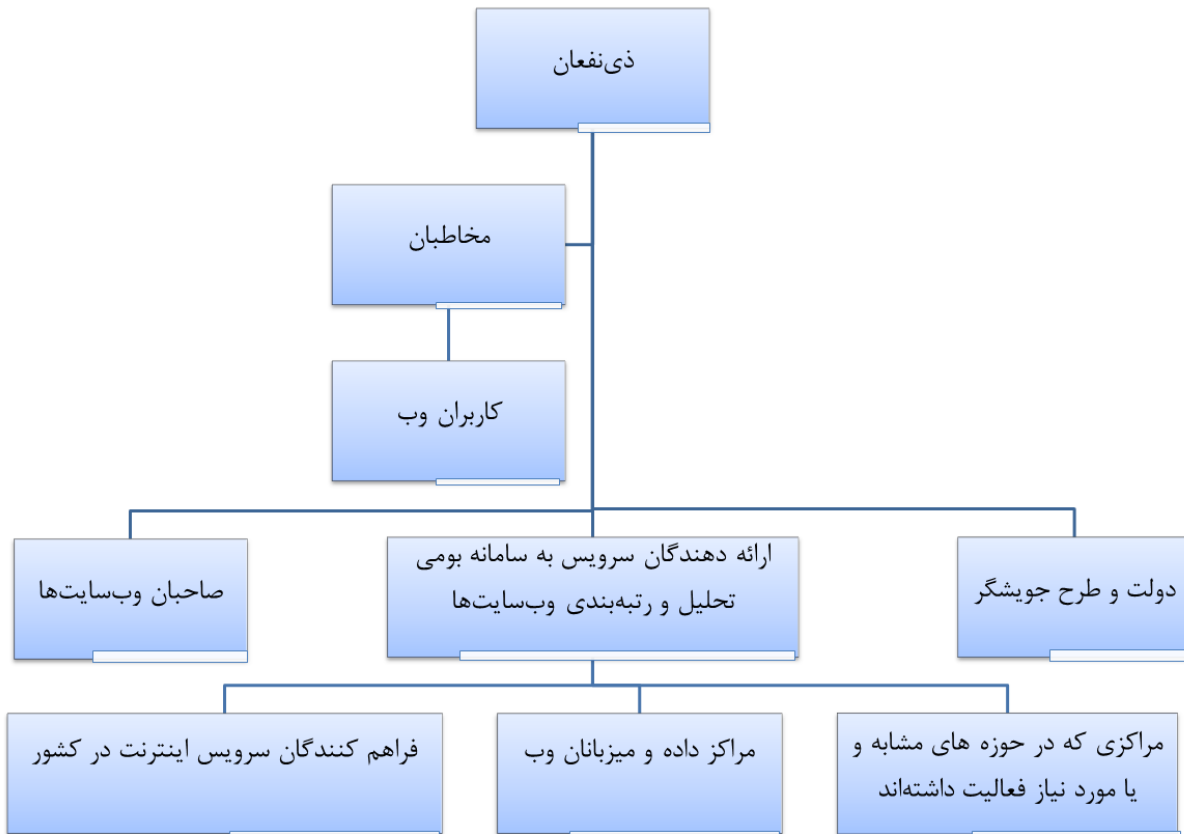 ذی‌نفعان
مخاطبان
کاربران وب
دولت و طرح جویشگر
ارائه دهندگان سرویس به سامانه بومی
تحلیل و رتبه‌بندی وب‌سایت‌ها
صاحبان وب‌سایت‌ها
مراکزی که در حوزه های مشابه و
یا مورد نیاز فعالیت داشته‌اند
مراکز داده و میزبانان وب
فراهم کنندگان سرویس اینترنت در کشور